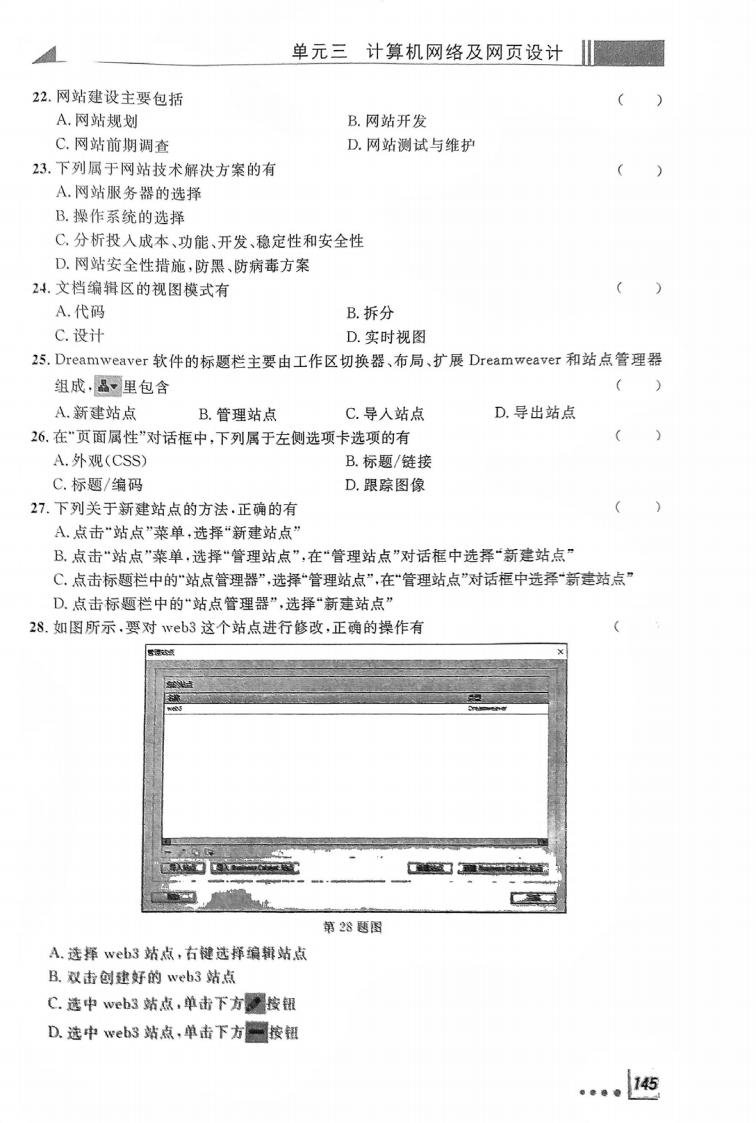 单元三 计算机网络及网页设计
22. 网站建设主要包括 ( )
A. 网站规划 B. 网站开发
C. 网站前期调查 D. 网站测试与维护
23. 下列属于网站技术解决方案的有 ( )
A. 网站服务器的选择
B. 操作系统的选择
C. 分析投入成本、功能、开发、稳定性和安全性
D. 网站安全性措施,防黑、防病毒方案
24. 文档编辑区的视图模式有 ( )
A. 代码 B. 拆分
C. 设计 D. 实时视图
25. Dreamweaver 软件的标题栏主要由工作区切换器、布局、扩展 Dreamweaver 和站点管理器
组成, 里包含 ( )
A. 新建站点 B. 管理站点 C. 导入站点 D. 导出站点
26. 在“页面属性”对话框中,下列属于左侧选项卡选项的有 ( )
A. 外观(CSS) B. 标题/链接
C. 标题/编码 D. 跟踪图像
27. 下列关于新建站点的方法,正确的有 ( )
A. 点击“站点”菜单,选择“新建站点”
B. 点击“站点”菜单,选择“管理站点”,在“管理站点”对话框中选择“新建站点”
C. 点击标题栏中的“站点管理器”,选择“管理站点”,在“管理站点”对话框中选择“新建站点”
D. 点击标题栏中的“站点管理器”,选择“新建站点”
28. 如图所示,要对 web3 这个站点进行修改,正确的操作有 (
管理站点 ×
您的站点
名称 类型
web3 Dreamweaver
导入站点
第 28 题图
A. 选择 web3 站点,右键选择编辑站点
B. 双击创建好的 web3 站点
C. 选中 web3 站点,单击下方 按钮
D. 选中 web3 站点,单击下方 按钮
145